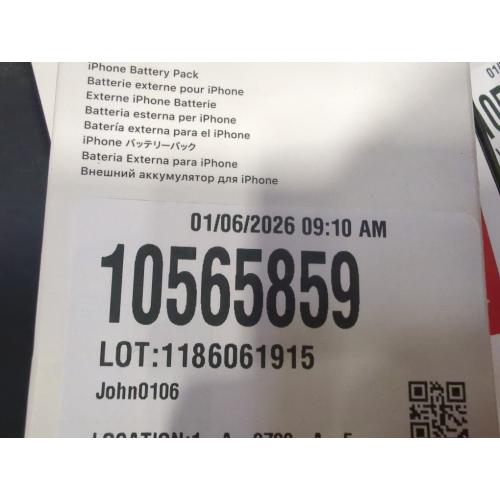 iPhone Battery Pack
Batterie externe pour iPhone
Externe iPhone Batterie
Batteria esterna per iPhone
Batería externa para el iPhone
iPhone バッテリーパック
Bateria Externa para iPhone
Внешний аккумулятор для iPhone
01/06/2026 09:10 AM
10565859
LOT:1186061915
John0106